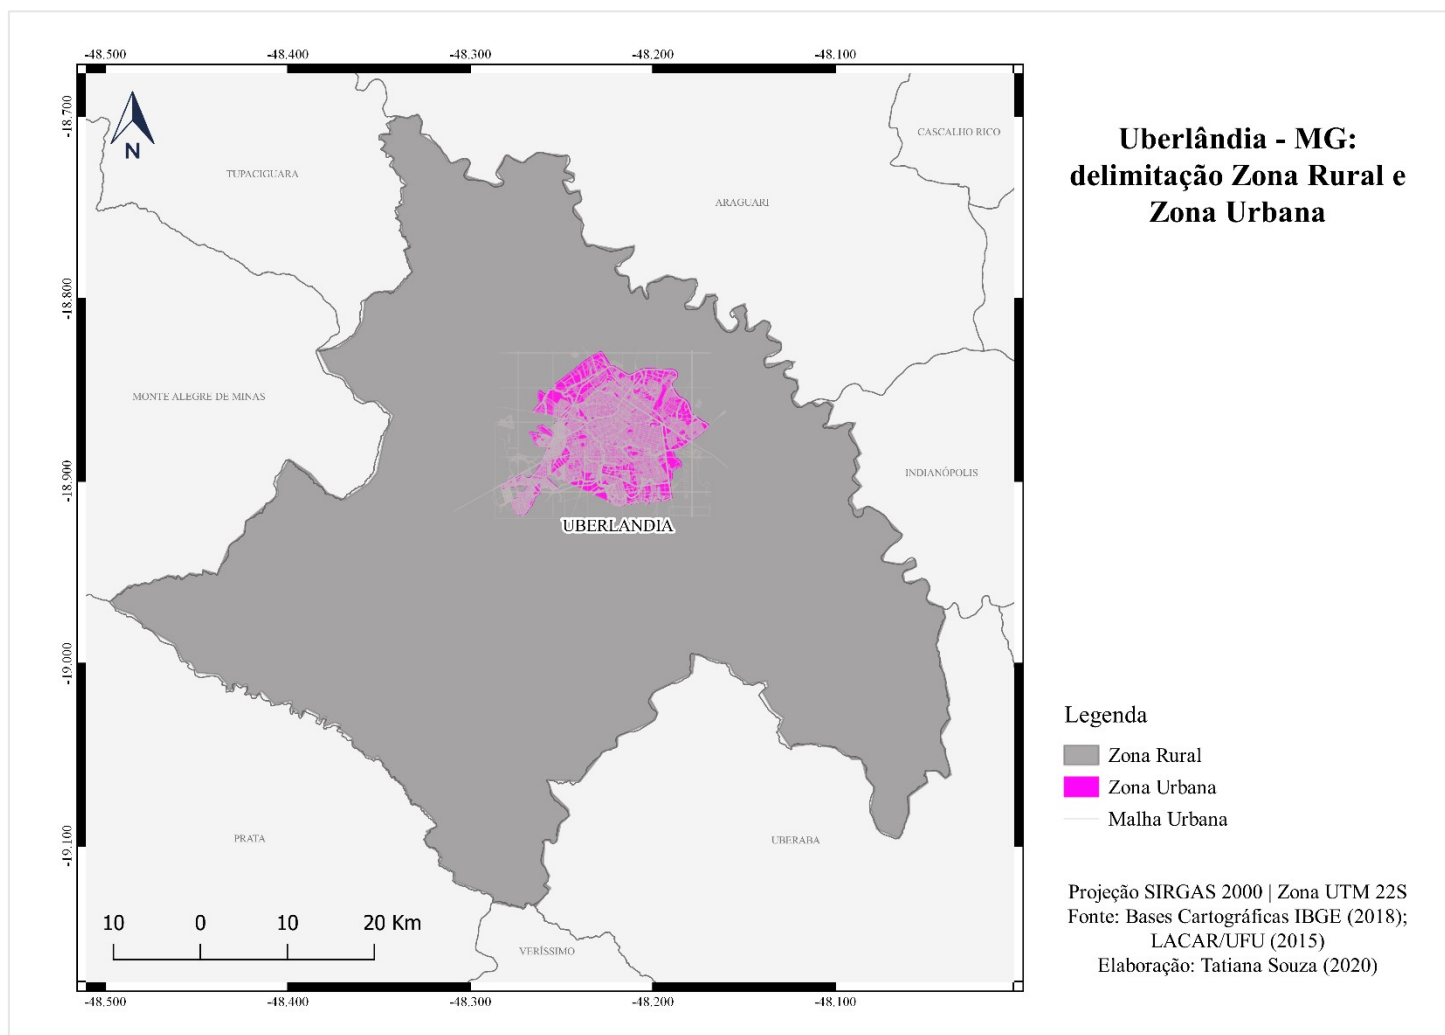 -48.500
-48.400
-48.300
-48.200
-48.100
-18.700
-18.800
-18.900
-19.000
-19.100
N
TUPACIGUARA
CASCALHO RICO
ARAGUARI
MONTE ALEGRE DE MINAS
INDIANÓPOLIS
UBERLANDIA
PRATA
UBERABA
VERÍSSIMO
10 0 10 20 Km
-48.500
-48.400
-48.300
-48.200
-48.100
Uberlândia - MG:
delimitação Zona Rural e
Zona Urbana
Legenda
Zona Rural
Zona Urbana
Malha Urbana
Projeção SIRGAS 2000 | Zona UTM 22S
Fonte: Bases Cartográficas IBGE (2018);
LACAR/UFU (2015)
Elaboração: Tatiana Souza (2020)